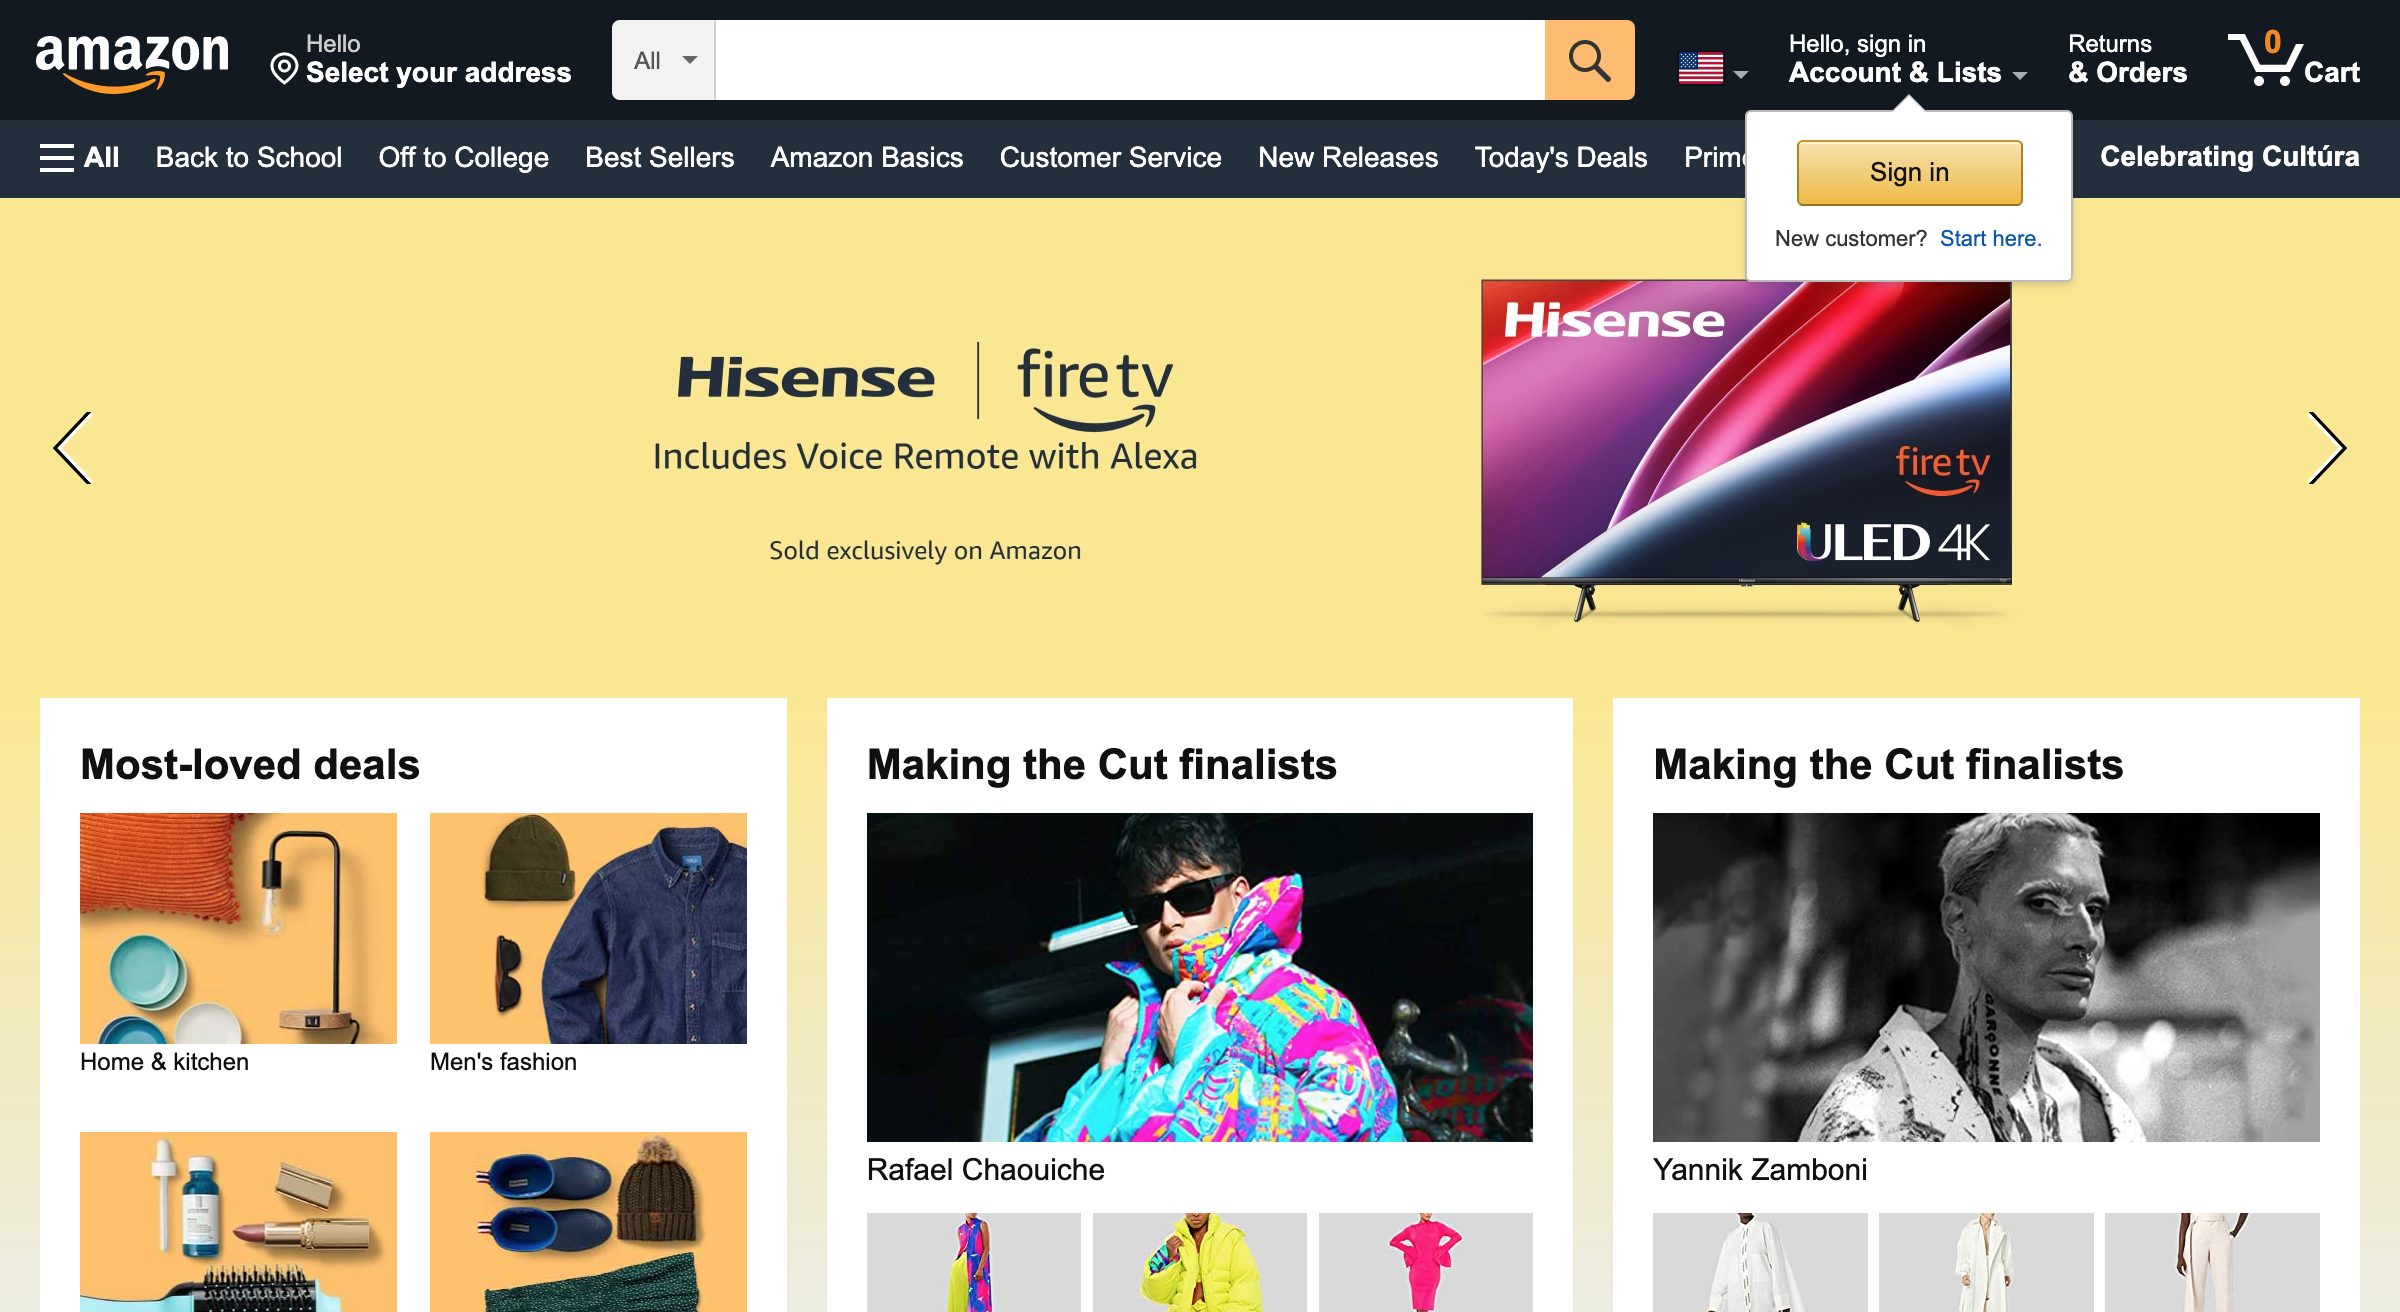 amazon
Hello
Select your address
All
Hello, sign in
Account & Lists
Returns
& Orders
0
Cart
All
Back to School
Off to College
Best Sellers
Amazon Basics
Customer Service
New Releases
Today's Deals
Celebrating Cultúra
Sign in
New customer? Start here.
Hisense
fire tv
Includes Voice Remote with Alexa
Sold exclusively on Amazon
Hisense
fire tv
ULED 4K
Most-loved deals
Home & kitchen
Men's fashion
Making the Cut finalists
Rafael Chaouiche
Making the Cut finalists
Yannik Zamboni